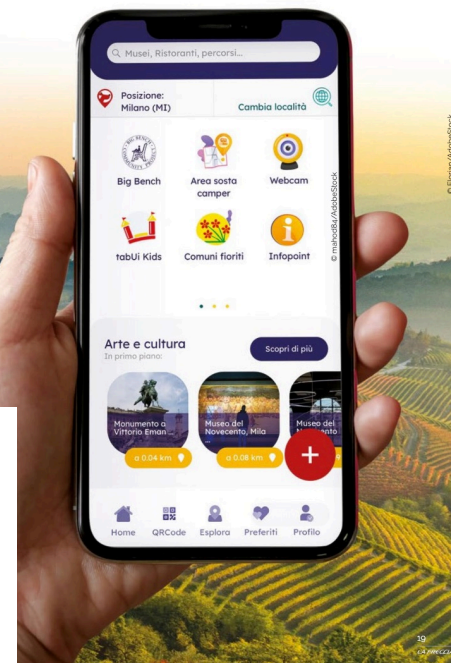 Musei, Ristoranti, percorsi...
Posizione:
Milano (MI)
Cambia località
BIG BENCH
Big Bench
Area sosta
camper
Webcam
tabUi Kids
Comuni fioriti
Infopoint
© mahod84/AdobeStock
Arte e cultura
In primo piano:
Scopri di più
Monumento a
Vittorio Eman...
Museo del
Novecento, Mila
Museo del
a 0.04 km
a 0.08 km
Home
QRCode
Esplora
Preferiti
Profilo
19